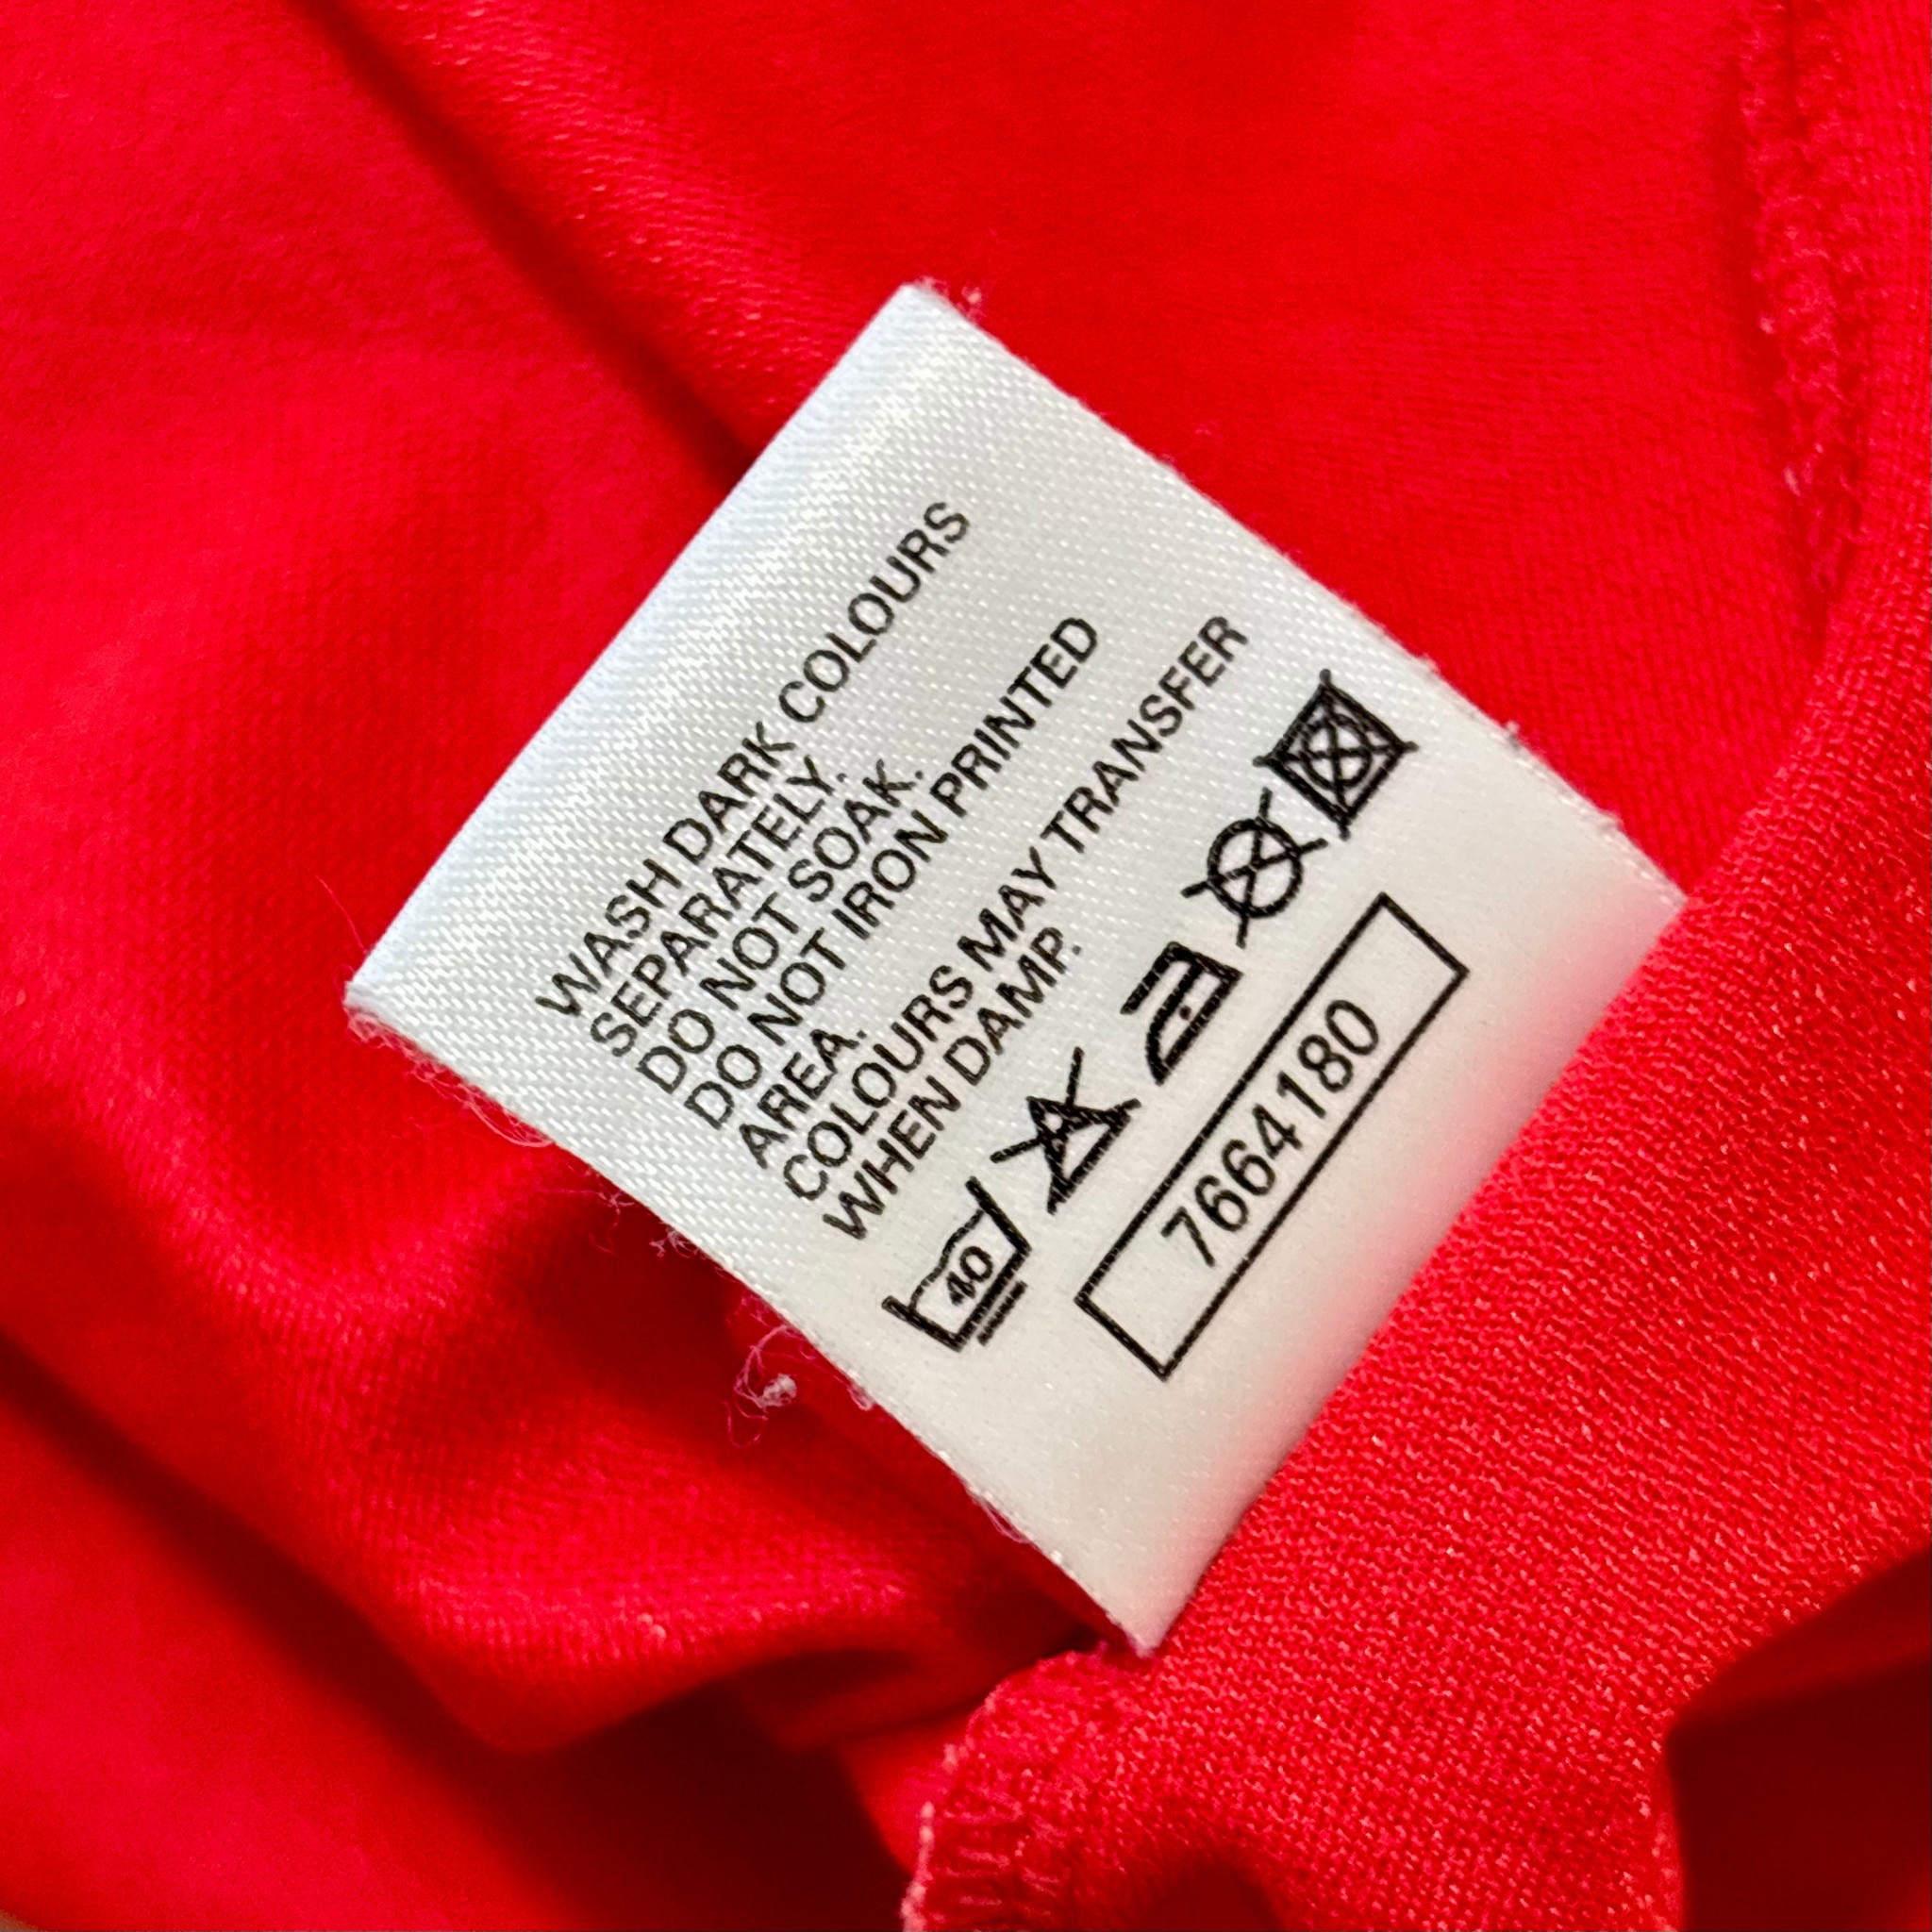 WASH DARK COLOURS
SEPARATELY.
DO NOT SOAK.
DO NOT IRON PRINTED
AREA.
COLOURS MAY TRANSFER
WHEN DAMP.
40
7664180